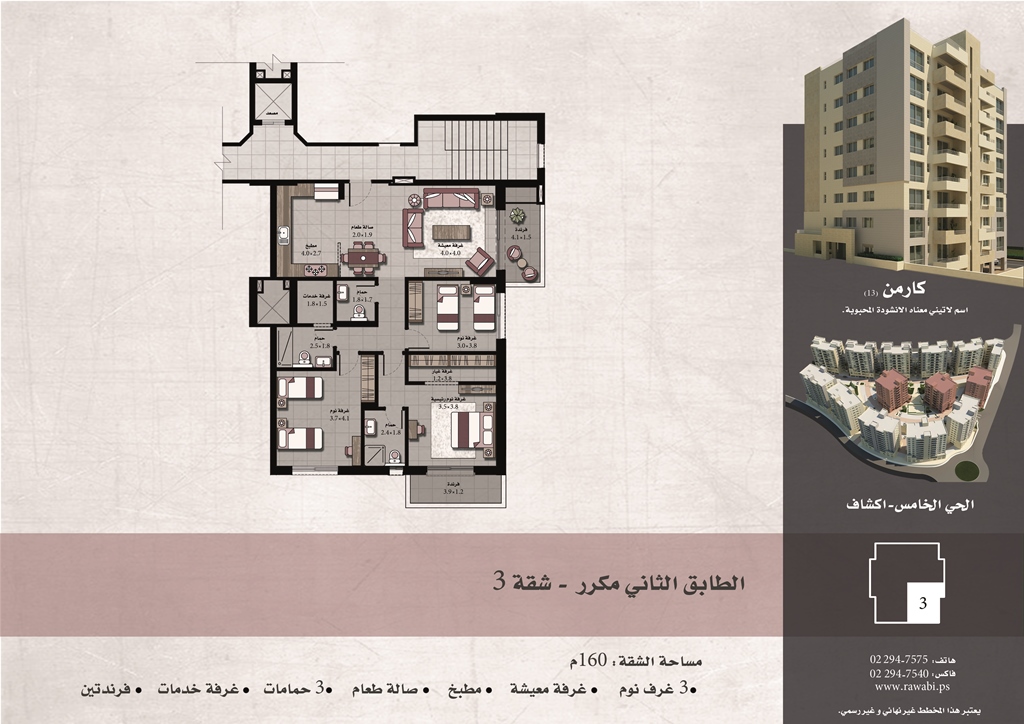 مصعد
صالة طعام
2.0*1.9
مطبخ
4.0*2.7
غرفة معيشة
4.0*4.0
فرندة
4.1*1.5
غرفة خدمات
1.8*1.5
حمام
1.8*1.7
حمام
2.5*1.8
غرفة نوم
3.0*3.8
غرفة غيار
1.2*3.8
غرفة نوم رئيسية
3.5*3.8
غرفة نوم
3.7*4.1
حمام
2.4*1.8
فرندة
3.9*1.2
كارمن (13)
اسم لاتيني معناه الانشودة المحبوبة.
الحي الخامس-اكشاف
3
الطابق الثاني مكرر - شقة 3
مساحة الشقة: 160م
•3 غرف نوم • غرفة معيشة • مطبخ • صالة طعام •3 حمامات • غرفة خدمات • فرندتين
هاتف: 02 294-7575
فاكس: 02 294-7540
www.rawabi.ps
يعتبر هذا المخطط غير نهائي و غير رسمي.